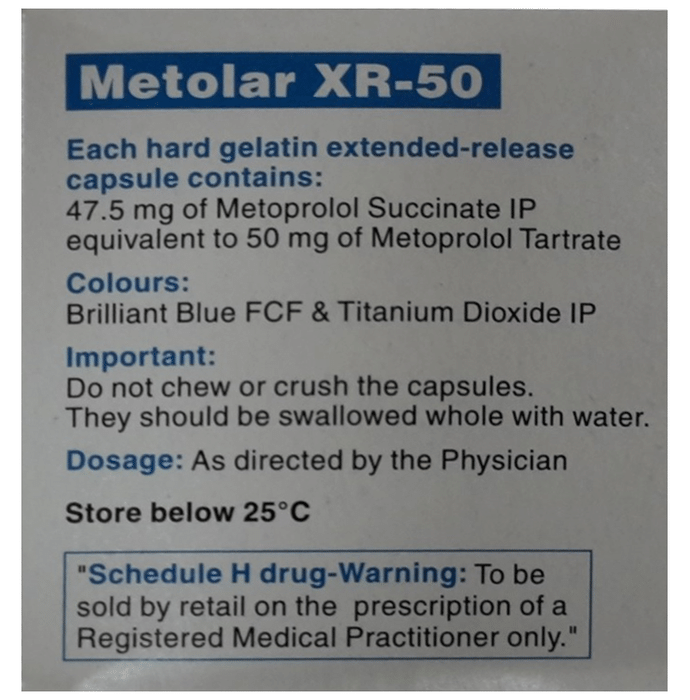 Metolar XR-50
Each hard gelatin extended-release
capsule contains:
47.5 mg of Metoprolol Succinate IP
equivalent to 50 mg of Metoprolol Tartrate
Colours:
Brilliant Blue FCF & Titanium Dioxide IP
Important:
Do not chew or crush the capsules.
They should be swallowed whole with water.
Dosage: As directed by the Physician
Store below 25°C
"Schedule H drug-Warning: To be
sold by retail on the prescription of a
Registered Medical Practitioner only."